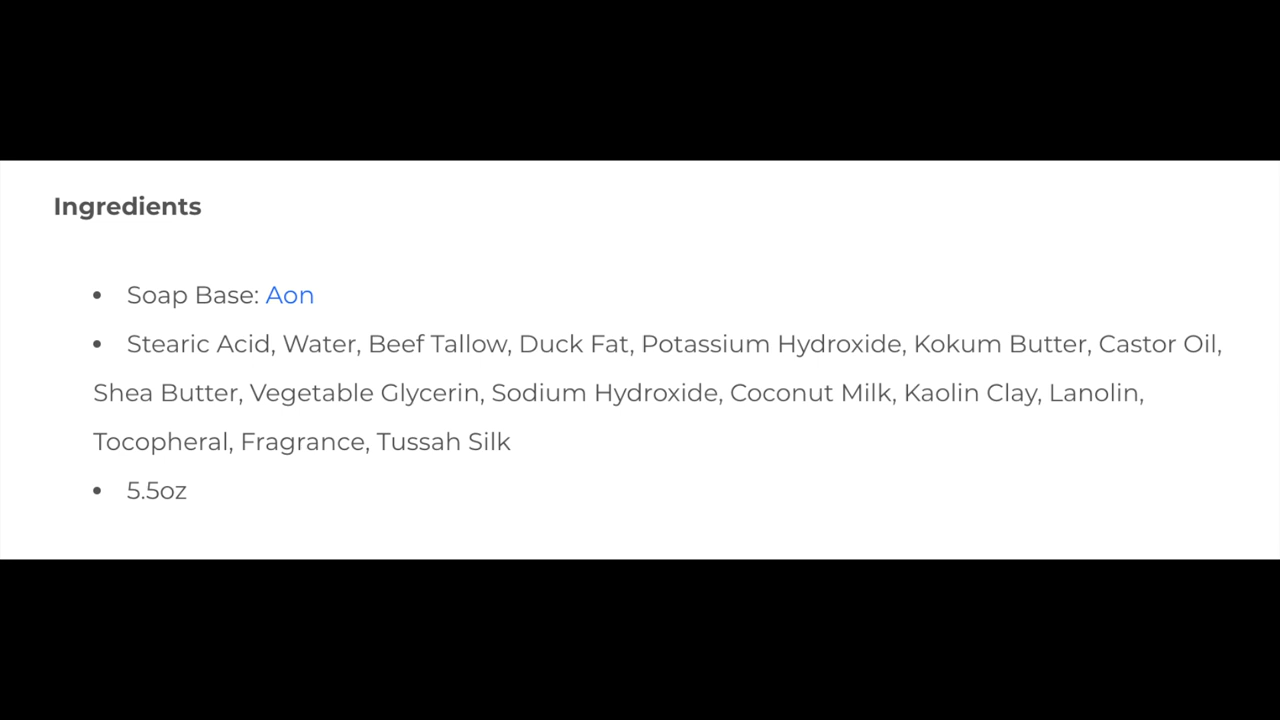 Ingredients
• Soap Base: Aon
• Stearic Acid, Water, Beef Tallow, Duck Fat, Potassium Hydroxide, Kokum Butter, Castor Oil,
Shea Butter, Vegetable Glycerin, Sodium Hydroxide, Coconut Milk, Kaolin Clay, Lanolin,
Tocopheral, Fragrance, Tussah Silk
• 5.5oz